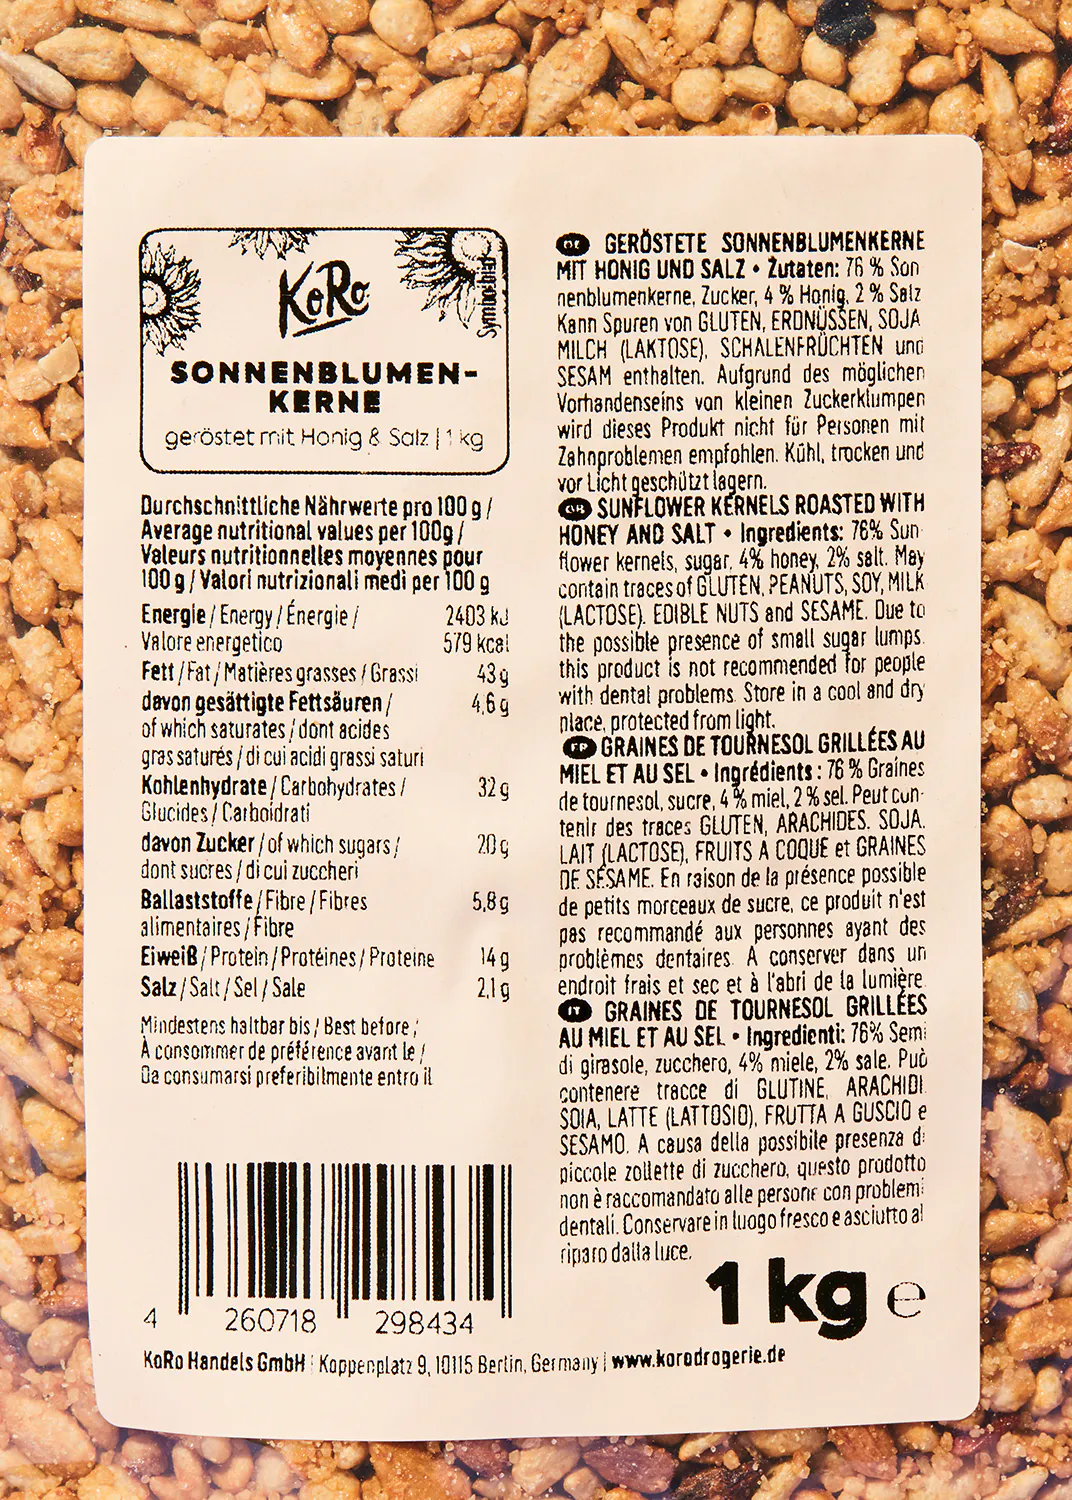 KoRo
Symboolblad
SONNENBLUMEN-
KERNE
geröstet mit Honig & Salz | 1 kg
Durchschnittliche Nährwerte pro 100 g /
Average nutritional values per 100g /
Valeurs nutritionnelles moyennes pour
100 g / Valori nutrizionali medi per 100 g
Energie / Energy / Énergie / 2403 kJ
Valore energetico 579 kcal
Fett / Fat / Matières grasses / Grassi 43 g
davon gesättigte Fettsäuren / 4,6 g
of which saturates / dont acides
gras saturés / di cui acidi grassi saturi
Kohlenhydrate / Carbohydrates / 32 g
Glucides / Carboidrati
davon Zucker / of which sugars / 20 g
dont sucres / di cui zuccheri
Ballaststoffe / Fibre / Fibres 5,8 g
alimentaires / Fibre
Eiweiß / Protein / Protéines / Proteine 14 g
Salz / Salt / Sel / Sale 2,1 g
Mindestens haltbar bis / Best before /
À consommer de préférence avant le /
Da consumarsi preferibilmente entro il
4 260718 298434
KoRo Handels GmbH | Koppenplatz 9, 10115 Berlin, Germany | www.korodrogerie.de
DE GERÖSTETE SONNENBLUMENKERNE
MIT HONIG UND SALZ • Zutaten: 76 % Son
nenblumenkerne, Zucker, 4 % Honig, 2 % Salz
Kann Spuren von GLUTEN, ERDNÜSSEN, SOJA
MILCH (LAKTOSE), SCHALENFRÜCHTEN und
SESAM enthalten. Aufgrund des möglichen
Vorhandenseins von kleinen Zuckerklumpen
wird dieses Produkt nicht für Personen mit
Zahnproblemen empfohlen. Kühl, trocken und
vor Licht geschützt lagern.
GB SUNFLOWER KERNELS ROASTED WITH
HONEY AND SALT • Ingredients: 76% Sun-
flower kernels, sugar, 4% honey, 2% salt. May
contain traces of GLUTEN, PEANUTS, SOY, MILK
(LACTOSE), EDIBLE NUTS and SESAME. Due to
the possible presence of small sugar lumps
this product is not recommended for people
with dental problems. Store in a cool and dry
place, protected from light.
FR GRAINES DE TOURNESOL GRILLÉES AU
MIEL ET AU SEL • Ingrédients : 76 % Graines
de tournesol, sucre, 4 % miel, 2 % sel. Peut con-
tenir des traces GLUTEN, ARACHIDES, SOJA,
LAIT (LACTOSE), FRUITS A COQUE et GRAINES
DE SÉSAME. En raison de la présence possible
de petits morceaux de sucre, ce produit n'est
pas recommandé aux personnes ayant des
problèmes dentaires. À conserver dans un
endroit frais et sec et à l'abri de la lumière.
IT GRAINES DE TOURNESOL GRILLÉES
AU MIEL ET AU SEL • Ingredienti: 76% Semi
di girasole, zucchero, 4% miele, 2% sale. Può
contenere tracce di GLUTINE, ARACHIDI
SOIA, LATTE (LATTOSIO), FRUTTA A GUSCIO e
SESAMO. A causa della possibile presenza di
piccole zollette di zucchero, questo prodotto
non è raccomandato alle persone con problemi
dentali. Conservare in luogo fresco e asciutto al
riparo dalla luce.
1 kg ℮